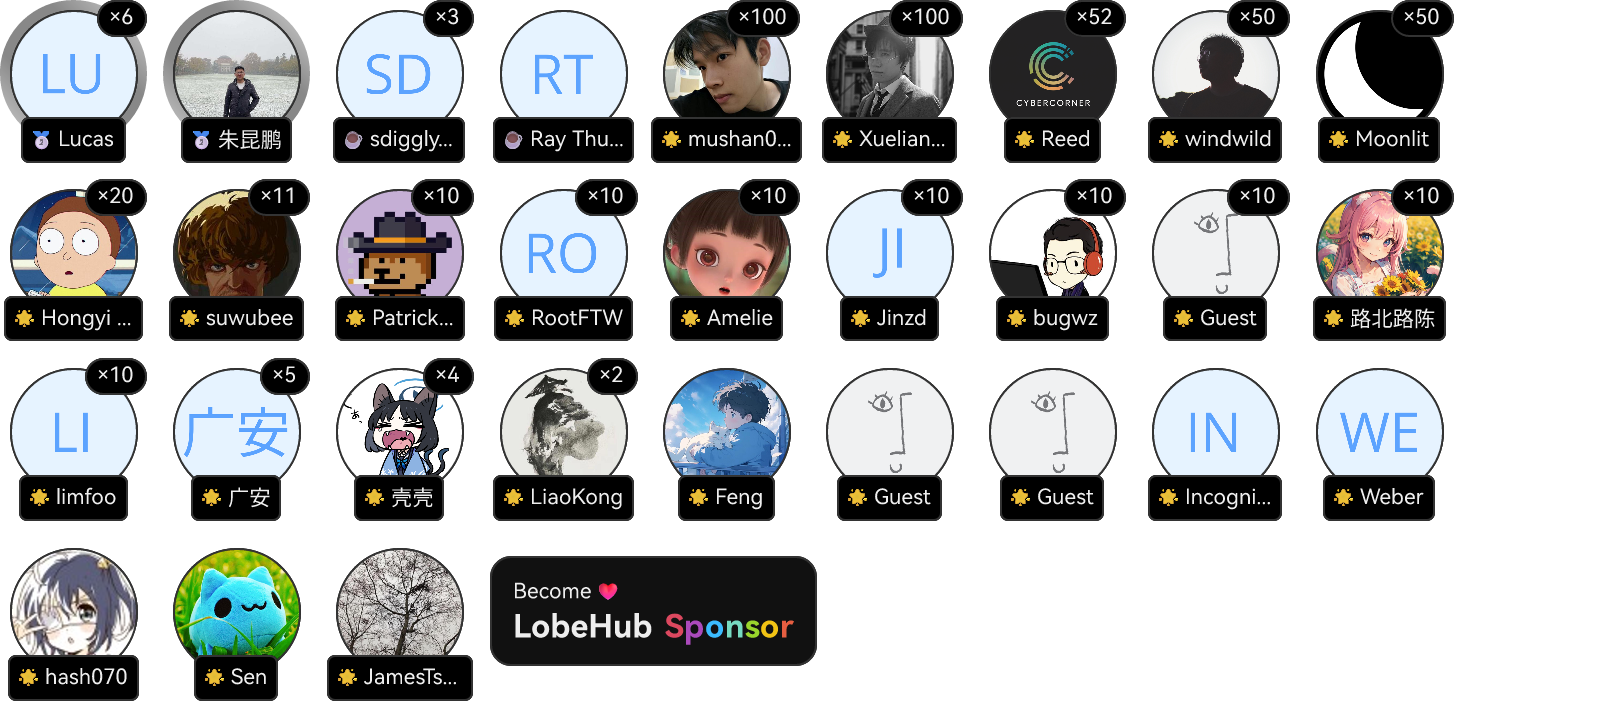 ×6
LU
Lucas
朱昆鹏
×3
SD
sdiggly...
RT
Ray Thu...
×100
mushan0...
×100
Xuelian...
×52
CYBERCORNER
Reed
×50
windwild
×50
Moonlit
×20
Hongyi ...
×11
suwubee
×10
Patrick...
×10
RO
RootFTW
×10
Amelie
×10
JI
Jinzd
×10
bugwz
×10
Guest
×10
路北路陈
×10
LI
limfoo
×5
广安
广安
×4
壳壳
×2
LiaoKong
Feng
Guest
Guest
IN
Incogni...
WE
Weber
hash070
Sen
JamesTs...
Become
LobeHub Sponsor